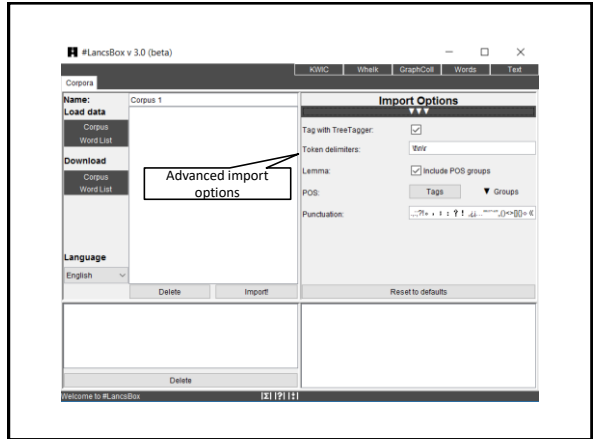 #LancsBox v 3.0 (beta)
KWIC Whelk GraphColl Words Text
Corpora
Name: Corpus 1
Load data
Corpus
Word List
Download
Corpus
Word List
Language
English
Delete Import!
Advanced import
options
Import Options
Tag with TreeTagger:
Token delimiters:
Lemma: Include POS groups
POS: Tags ▼ Groups
Punctuation:
Reset to defaults
Delete
Welcome to #LancsBox